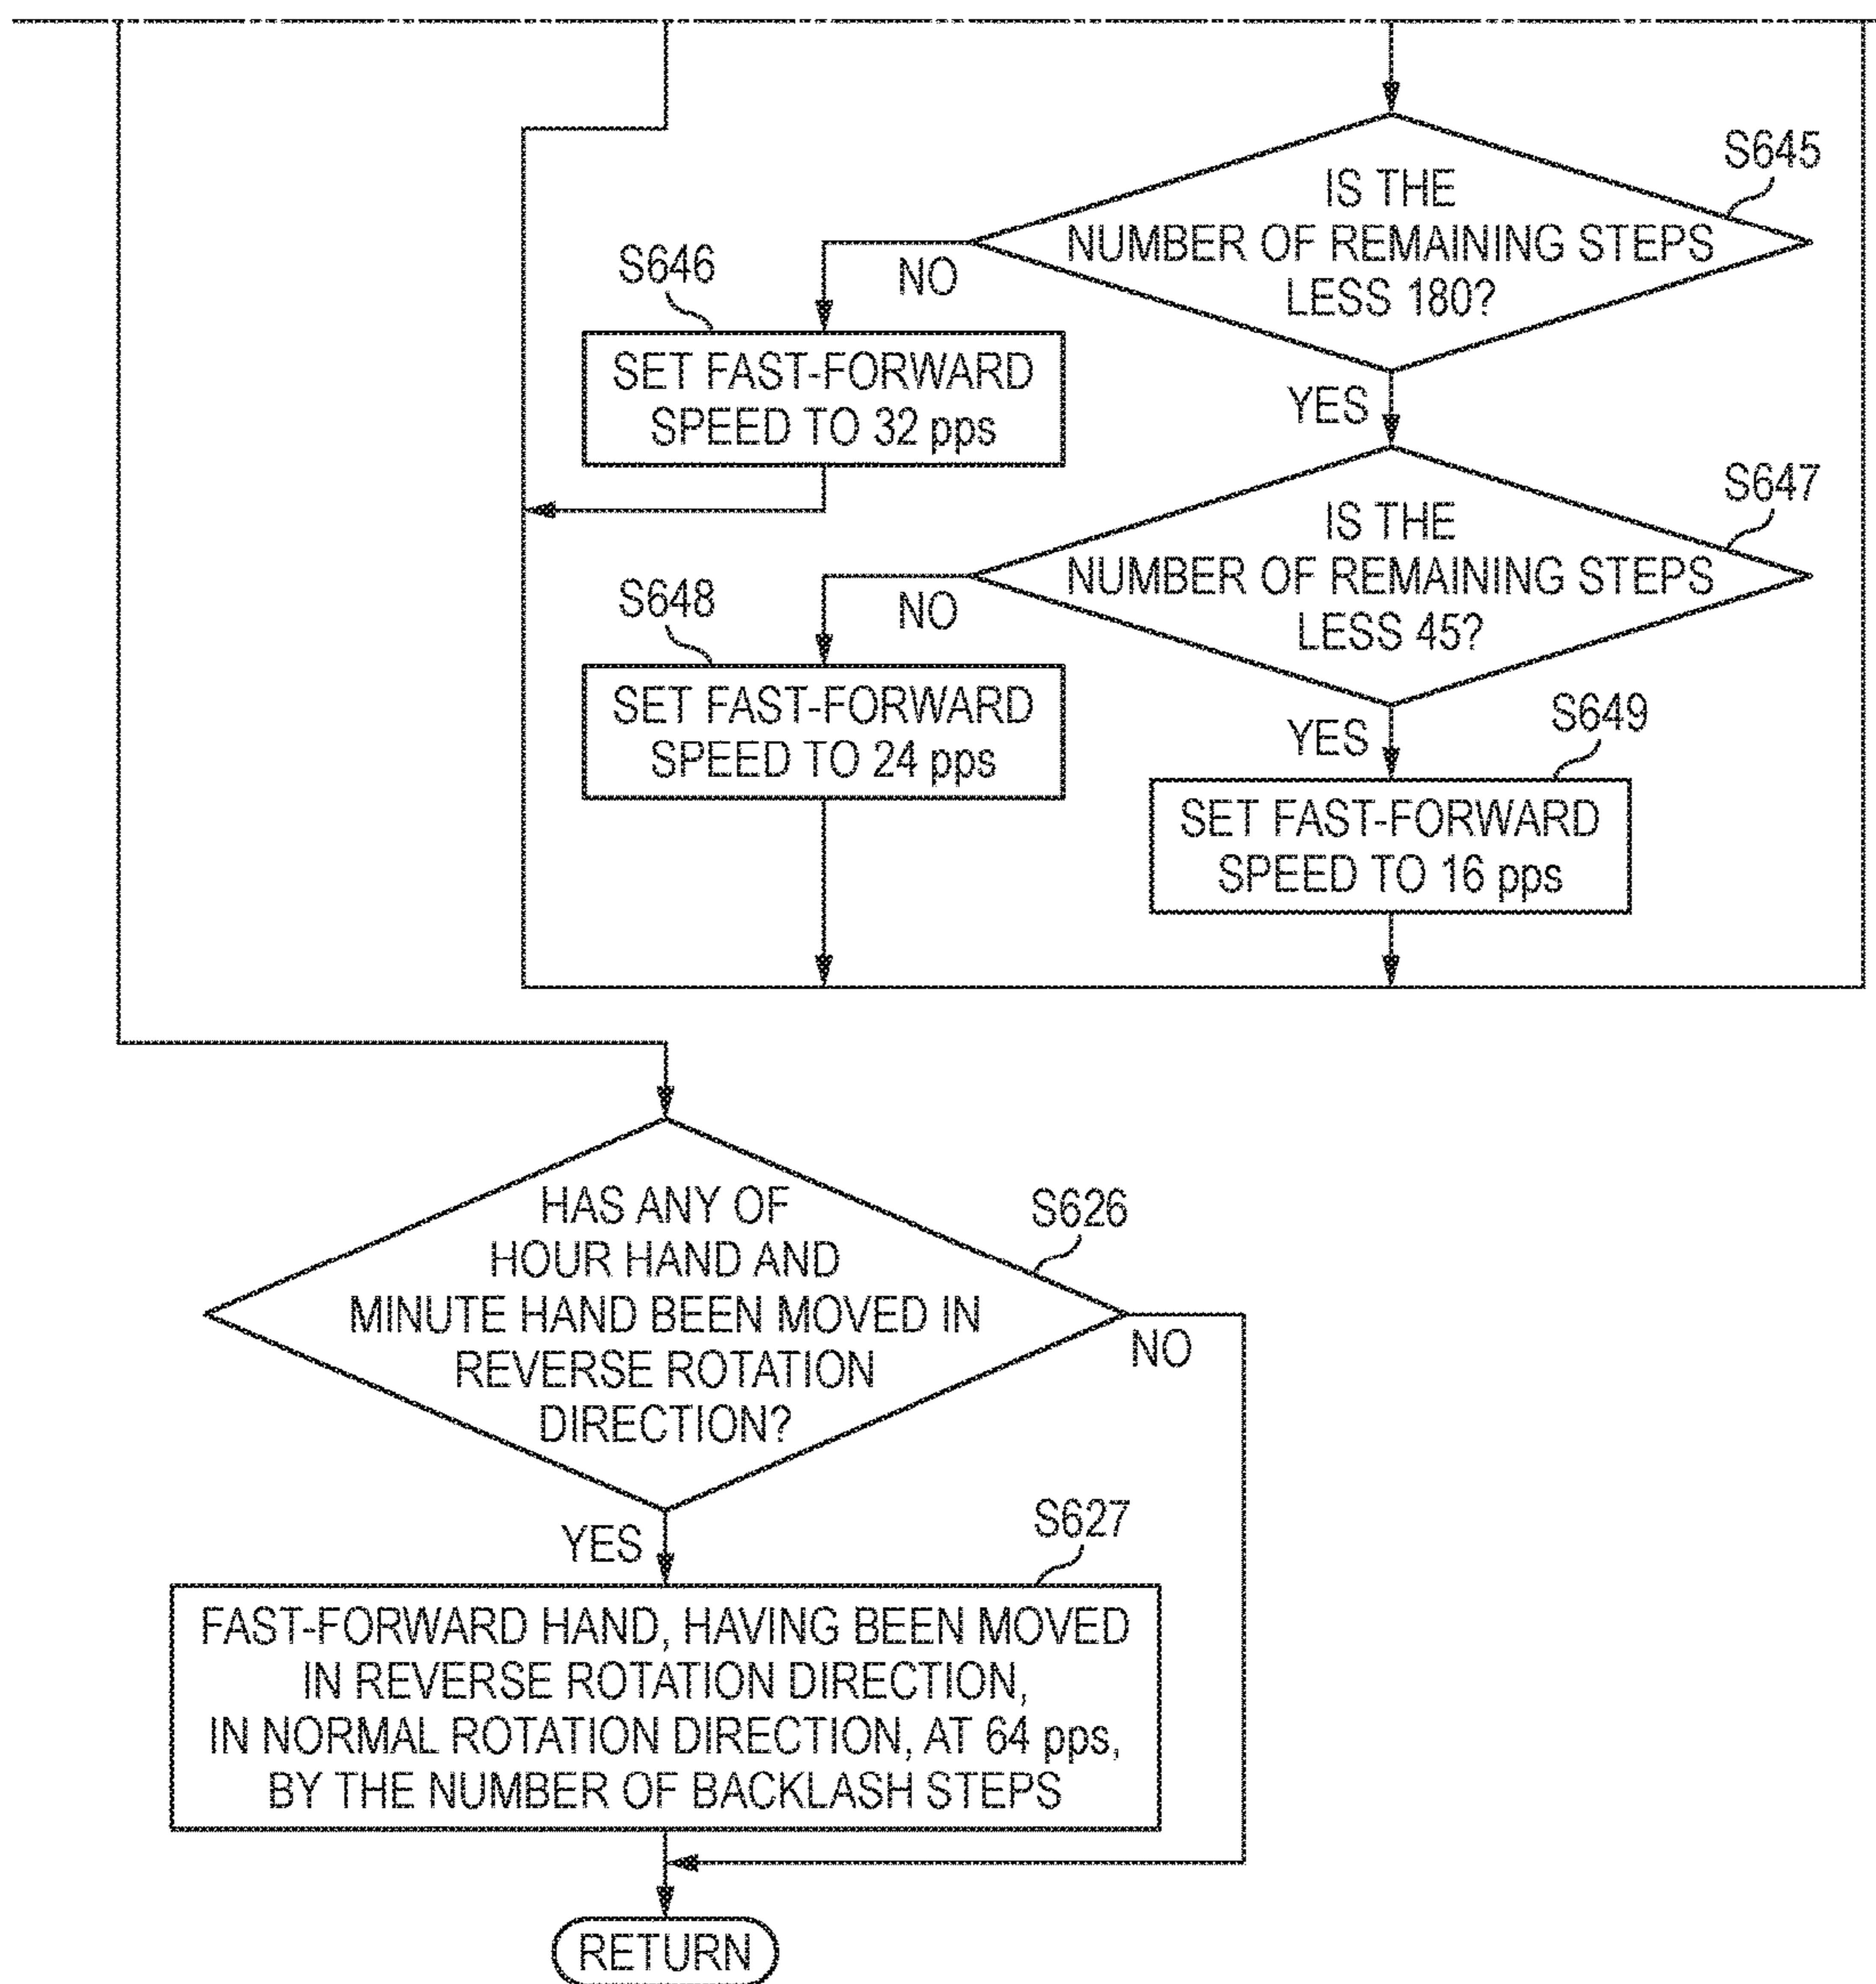 S645
IS THE
NUMBER OF REMAINING STEPS
LESS 180?
NO
S646
SET FAST-FORWARD
SPEED TO 32 pps
YES
S647
IS THE
NUMBER OF REMAINING STEPS
LESS 45?
NO
S648
SET FAST-FORWARD
SPEED TO 24 pps
YES
S649
SET FAST-FORWARD
SPEED TO 16 pps
S626
HAS ANY OF
HOUR HAND AND
MINUTE HAND BEEN MOVED IN
REVERSE ROTATION
DIRECTION?
NO
YES
S627
FAST-FORWARD HAND, HAVING BEEN MOVED
IN REVERSE ROTATION DIRECTION,
IN NORMAL ROTATION DIRECTION, AT 64 pps,
BY THE NUMBER OF BACKLASH STEPS
RETURN